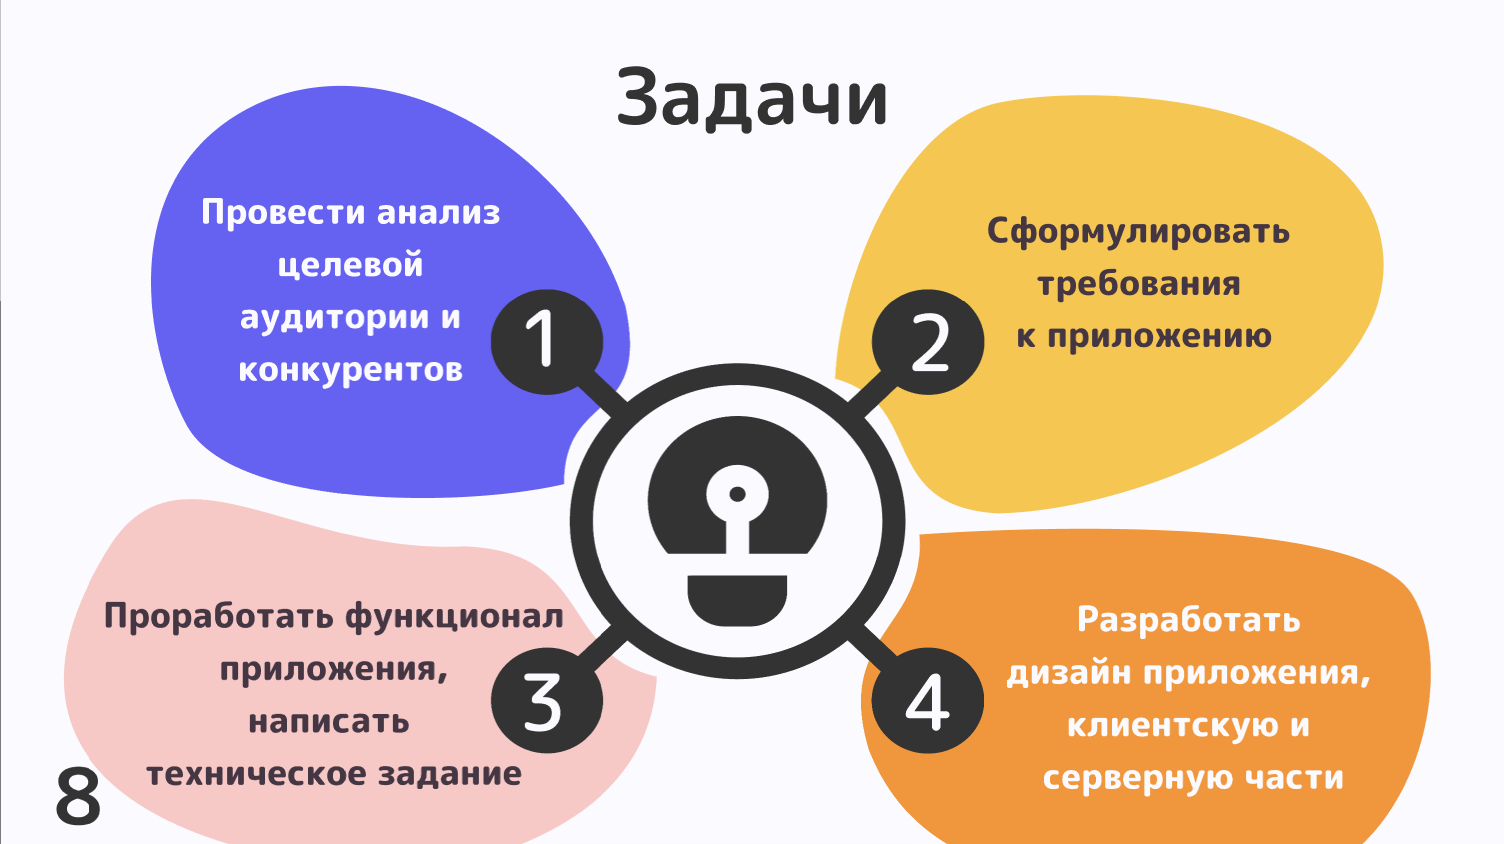 Задачи
Провести анализ
целевой
аудитории и
конкурентов
1
2
Сформулировать
требования
к приложению
Проработать функционал
приложения,
написать
техническое задание
3
4
Разработать
дизайн приложения,
клиентскую и
серверную части
8